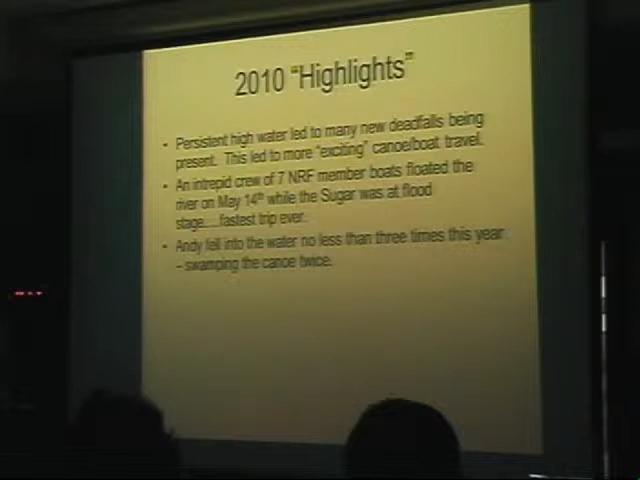 2010 "Highlights"
• Persistent high water led to many new deadfalls being
present. This led to more "exciting" canoe/boat travel.
• An intrepid crew of 7 NRF member boats floated the
river on May 14th while the Sugar was at flood
stage....fastest trip ever.
• Andy fell into the water no less than three times this year
– swamping the canoe twice.